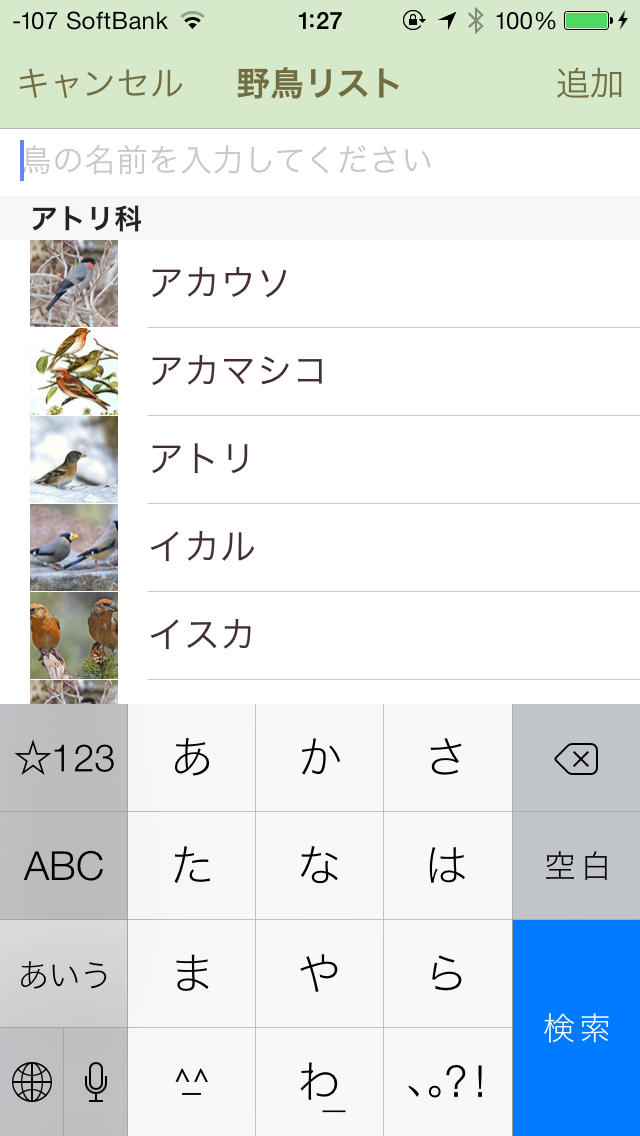 -107 SoftBank 1:27 100%
キャンセル 野鳥リスト 追加
鳥の名前を入力してください
アトリ科
アカウソ
アカマシコ
アトリ
イカル
イスカ
☆123 あ か さ
ABC た な は 空白
あいう ま や ら 検索
^_^ わ_ 、。?!